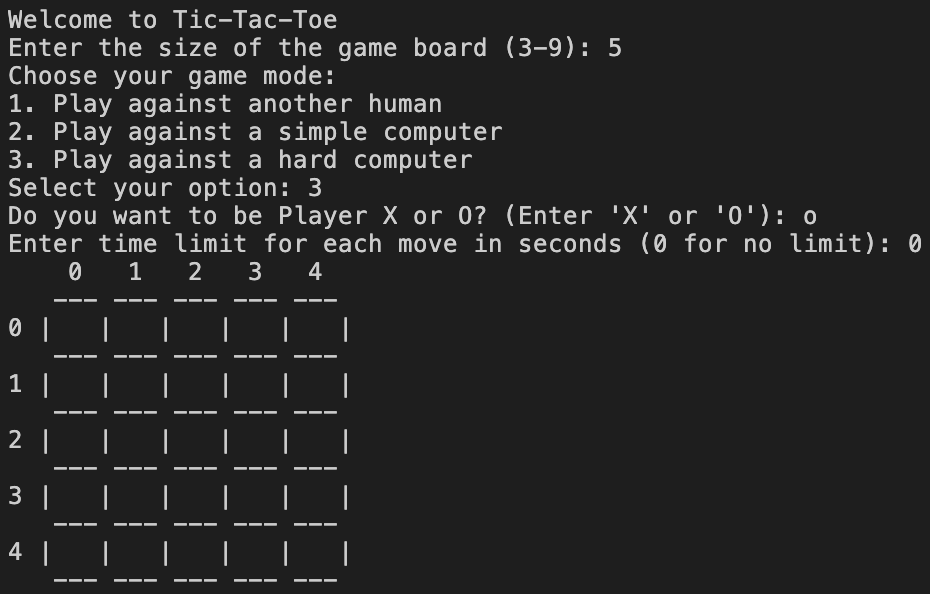 Welcome to Tic-Tac-Toe
Enter the size of the game board (3-9): 5
Choose your game mode:
1. Play against another human
2. Play against a simple computer
3. Play against a hard computer
Select your option: 3
Do you want to be Player X or O? (Enter 'X' or 'O'): o
Enter time limit for each move in seconds (0 for no limit): 0
    0   1   2   3   4
   --- --- --- --- ---
0 |   |   |   |   |   |
   --- --- --- --- ---
1 |   |   |   |   |   |
   --- --- --- --- ---
2 |   |   |   |   |   |
   --- --- --- --- ---
3 |   |   |   |   |   |
   --- --- --- --- ---
4 |   |   |   |   |   |
   --- --- --- --- ---